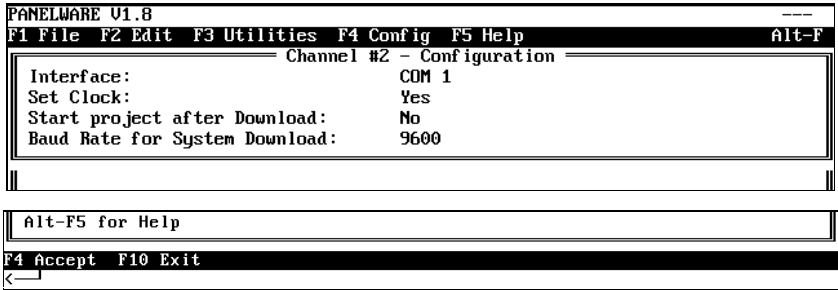 PANELWARE V1.8 ---
F1 File F2 Edit F3 Utilities F4 Config F5 Help Alt-F
Channel #2 - Configuration
Interface: COM 1
Set Clock: Yes
Start project after Download: No
Baud Rate for System Download: 9600
Alt-F5 for Help
F4 Accept F10 Exit